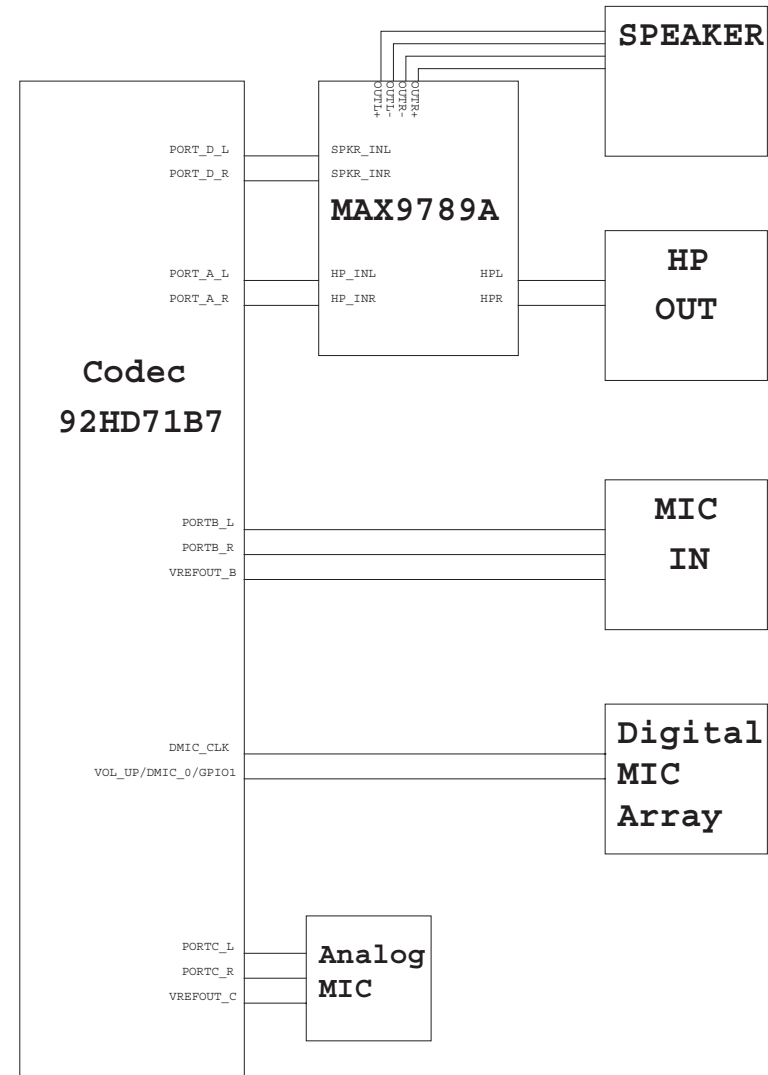 SPEAKER
OUTL+
OUTL-
OUTR-
OUTR+
PORT_D_L
SPKR_INL
PORT_D_R
SPKR_INR
MAX9789A
HP
OUT
PORT_A_L
HP_INL
HPL
PORT_A_R
HP_INR
HPR
Codec
92HD71B7
MIC
IN
PORTB_L
PORTB_R
VREFOUT_B
Digital
MIC
Array
DMIC_CLK
VOL_UP/DMIC_0/GPIO1
PORTC_L
PORTC_R
VREFOUT_C
Analog
MIC